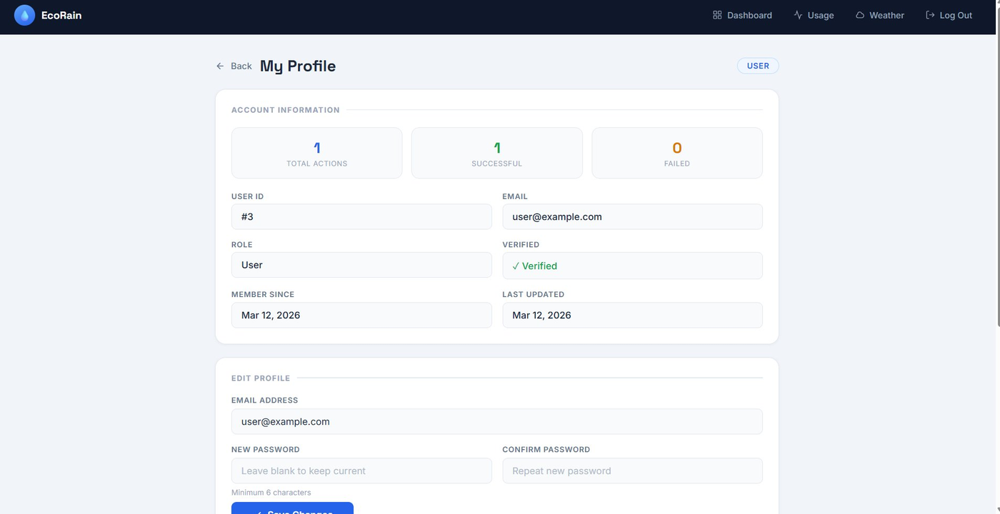 EcoRain
Dashboard Usage Weather Log Out
← Back My Profile USER
ACCOUNT INFORMATION
1 1 0
TOTAL ACTIONS SUCCESSFUL FAILED
USER ID EMAIL
#3 user@example.com
ROLE VERIFIED
User ✓ Verified
MEMBER SINCE LAST UPDATED
Mar 12, 2026 Mar 12, 2026
EDIT PROFILE
EMAIL ADDRESS
user@example.com
NEW PASSWORD CONFIRM PASSWORD
Leave blank to keep current Repeat new password
Minimum 6 characters
✓ Save Changes